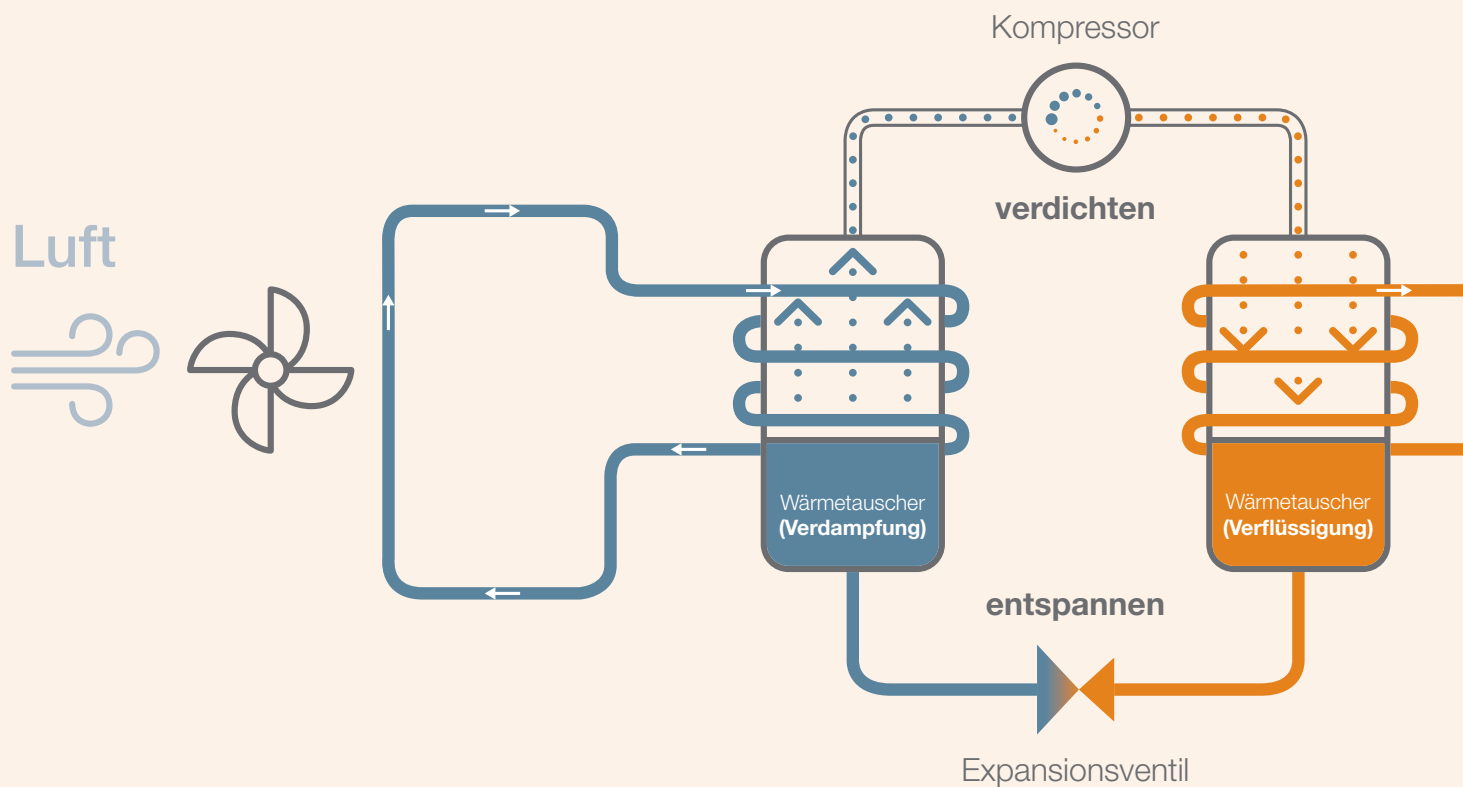 Kompressor
verdichten
Luft
Wärmetauscher
(Verdampfung)
Wärmetauscher
(Verflüssigung)
entspannen
Expansionsventil